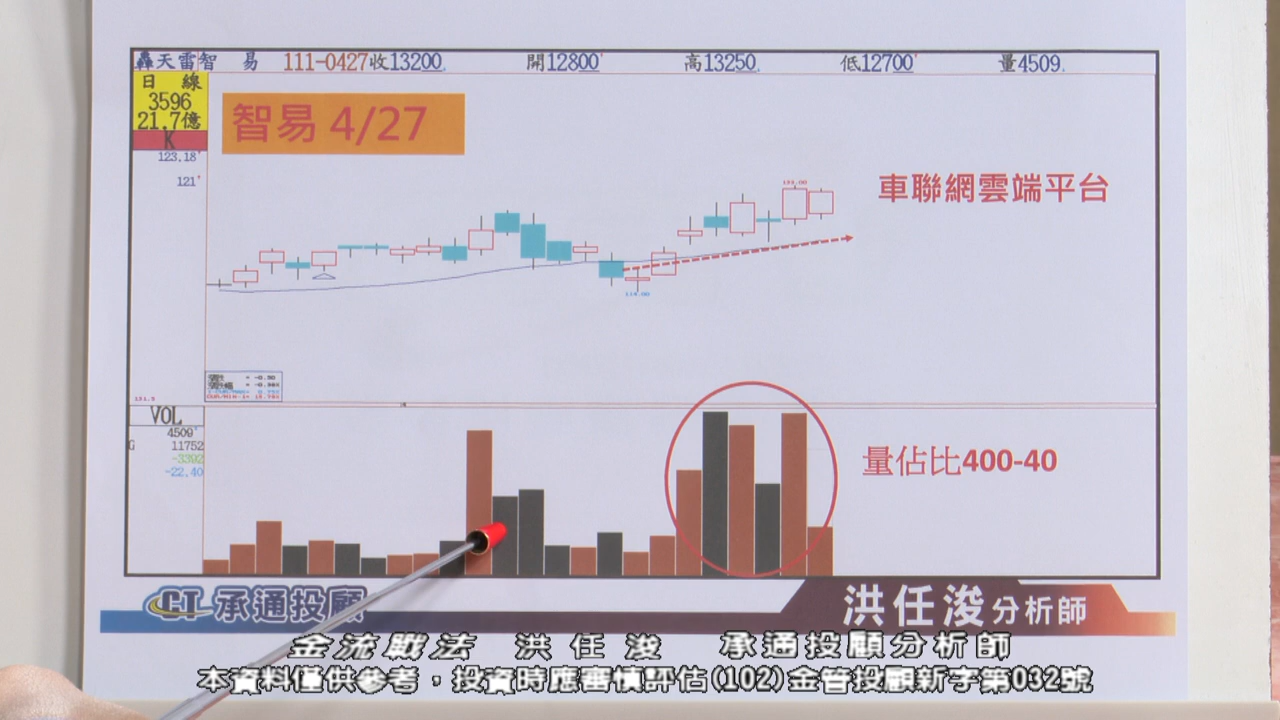 轟天雷智 易 111-0427收13200 開12800 高13250 低12700 量4509
日 線
3596
21.7億
K
智易 4/27
123.18
121
車聯網雲端平台
VOL
4509
G 11752
-3392
-22.40
量佔比400-40
CT 承通投顧
洪任浚分析師
金流戰法 洪任浚 承通投顧分析師
本資料僅供參考，投資時應審慎評估(102)金管投顧新字第032號